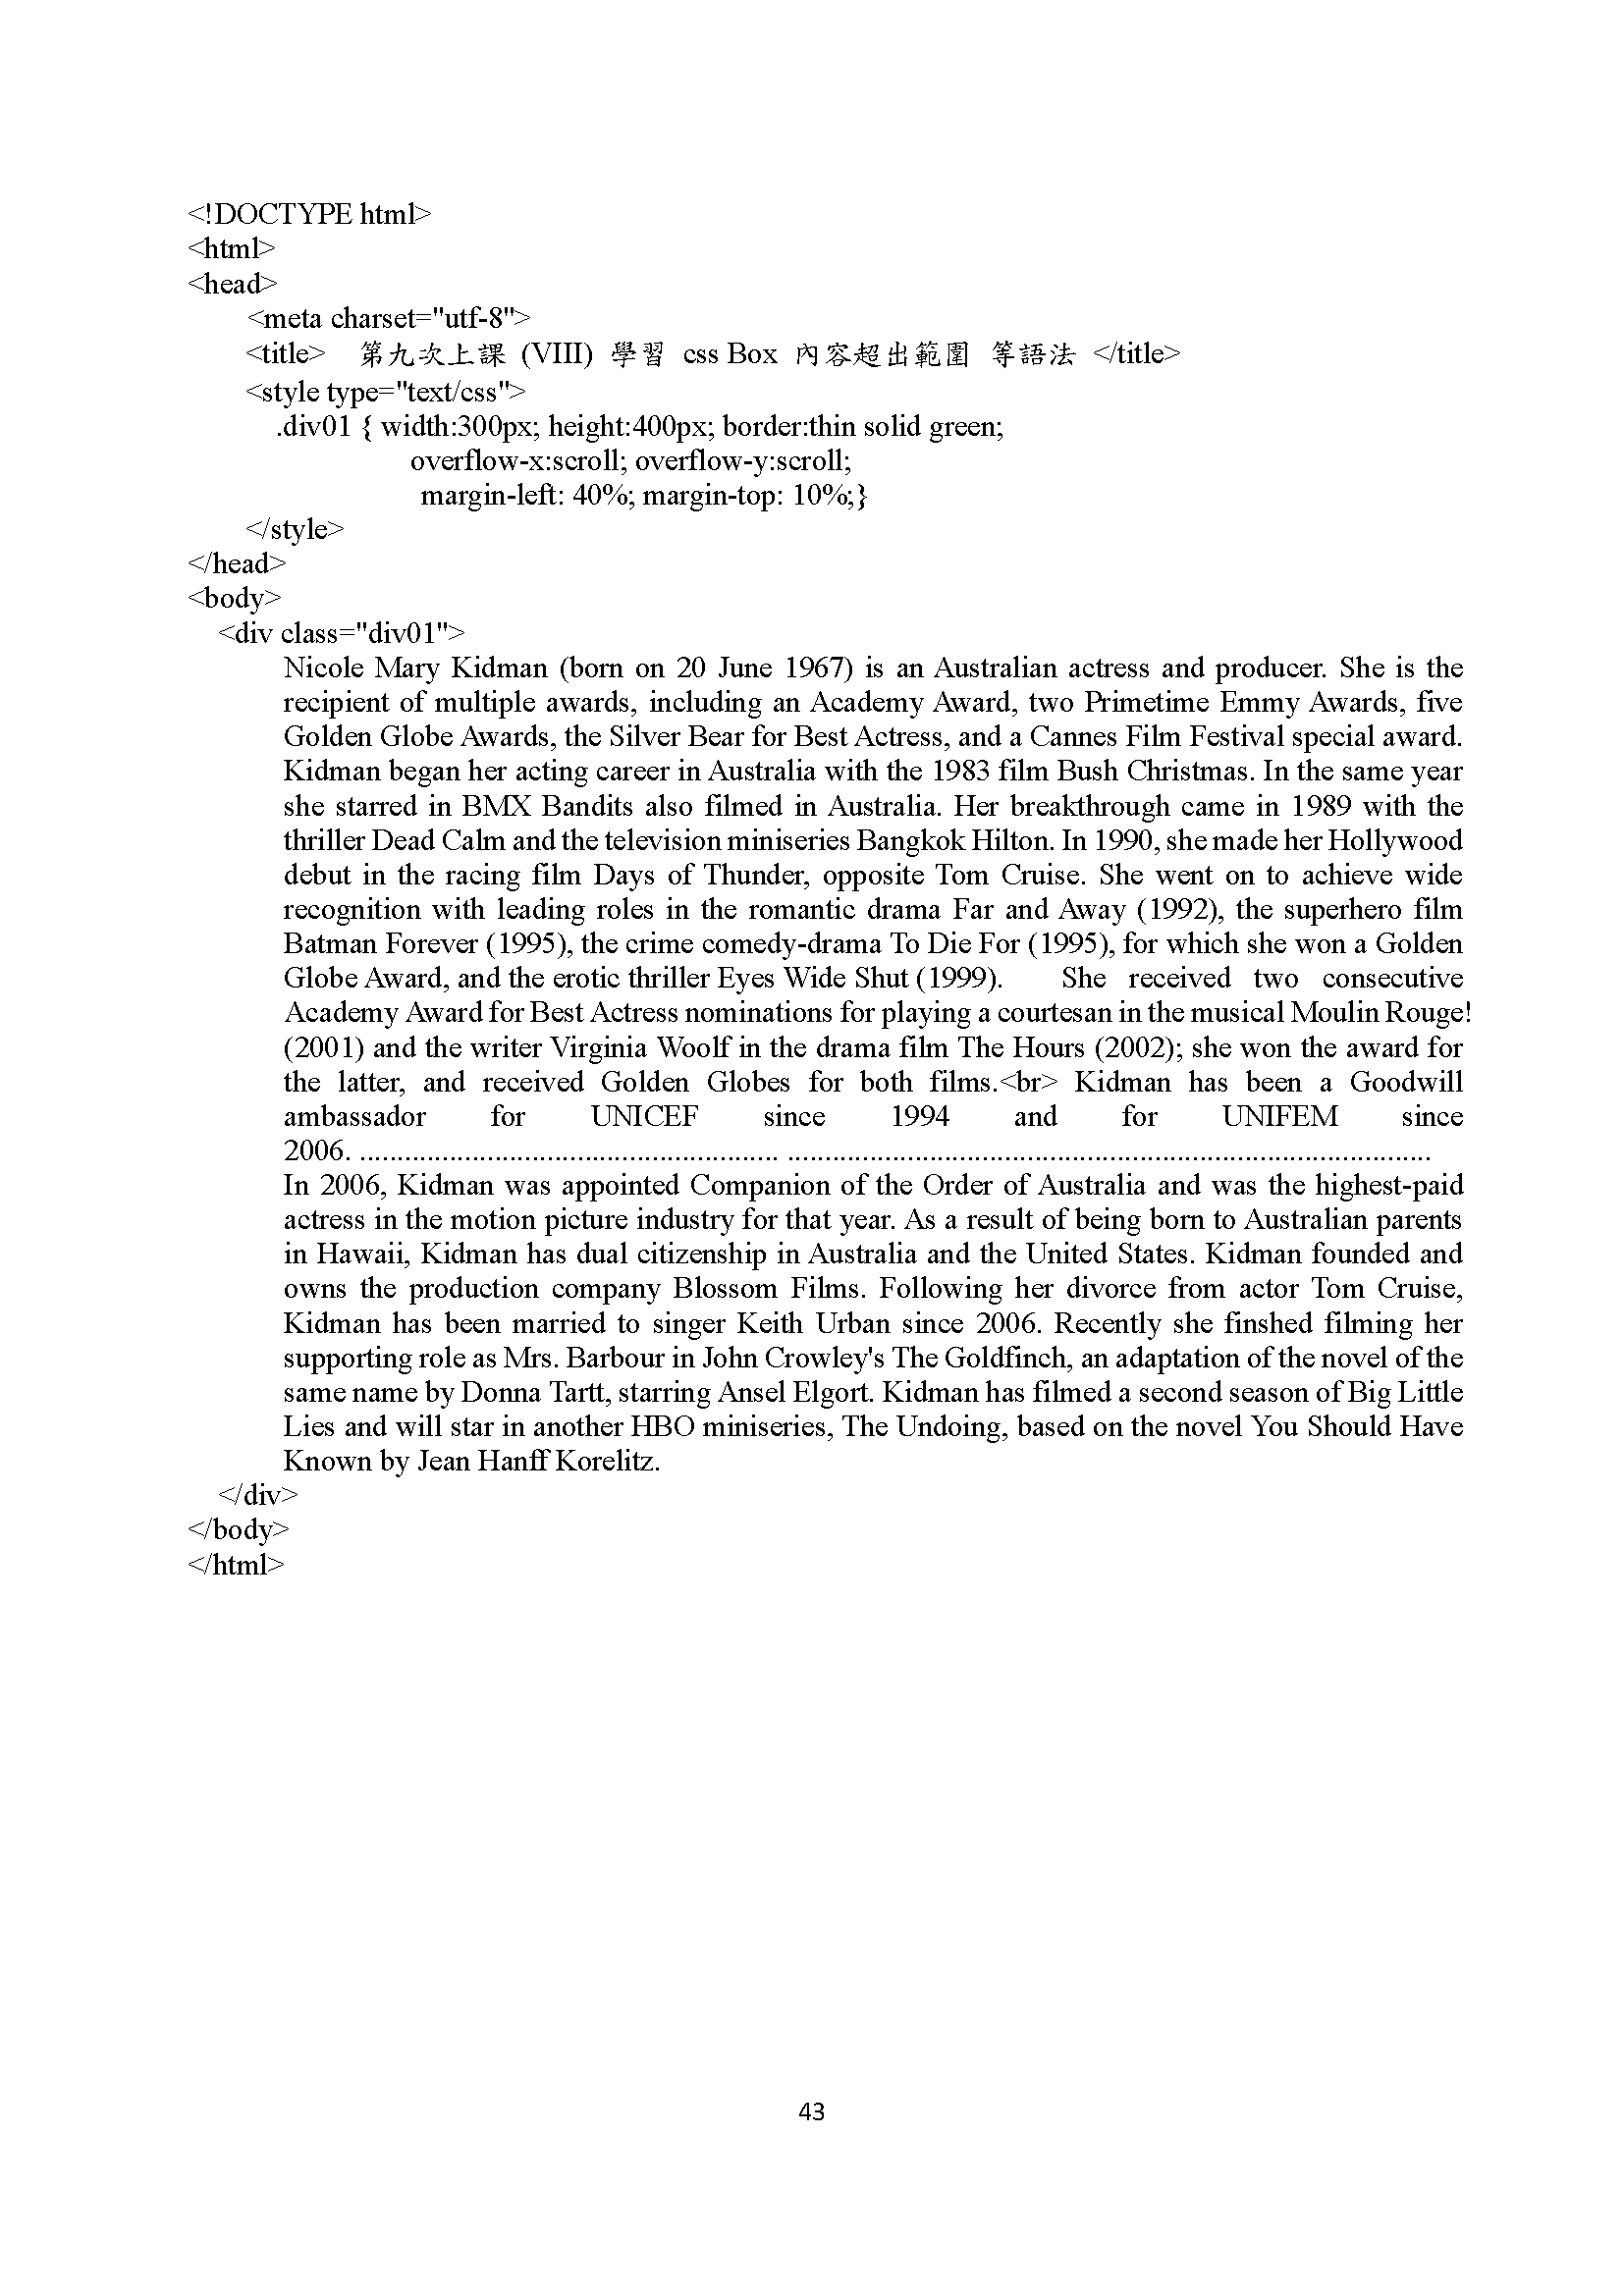 <!DOCTYPE html>
<html>
<head>
<meta charset="utf-8">
<title> 第九次上課 (VIII) 學習 css Box 內容超出範圍 等語法 </title>
<style type="text/css">
.div01 { width:300px; height:400px; border:thin solid green;
overflow-x:scroll; overflow-y:scroll;
margin-left: 40%; margin-top: 10%;}
</style>
</head>
<body>
<div class="div01">
Nicole Mary Kidman (born on 20 June 1967) is an Australian actress and producer. She is the
recipient of multiple awards, including an Academy Award, two Primetime Emmy Awards, five
Golden Globe Awards, the Silver Bear for Best Actress, and a Cannes Film Festival special award.
Kidman began her acting career in Australia with the 1983 film Bush Christmas. In the same year
she starred in BMX Bandits also filmed in Australia. Her breakthrough came in 1989 with the
thriller Dead Calm and the television miniseries Bangkok Hilton. In 1990, she made her Hollywood
debut in the racing film Days of Thunder, opposite Tom Cruise. She went on to achieve wide
recognition with leading roles in the romantic drama Far and Away (1992), the superhero film
Batman Forever (1995), the crime comedy-drama To Die For (1995), for which she won a Golden
Globe Award, and the erotic thriller Eyes Wide Shut (1999). She received two consecutive
Academy Award for Best Actress nominations for playing a courtesan in the musical Moulin Rouge!
(2001) and the writer Virginia Woolf in the drama film The Hours (2002); she won the award for
the latter, and received Golden Globes for both films.<br> Kidman has been a Goodwill
ambassador for UNICEF since 1994 and for UNIFEM since
2006. ........................................................ ......................................................................................
In 2006, Kidman was appointed Companion of the Order of Australia and was the highest-paid
actress in the motion picture industry for that year. As a result of being born to Australian parents
in Hawaii, Kidman has dual citizenship in Australia and the United States. Kidman founded and
owns the production company Blossom Films. Following her divorce from actor Tom Cruise,
Kidman has been married to singer Keith Urban since 2006. Recently she finshed filming her
supporting role as Mrs. Barbour in John Crowley's The Goldfinch, an adaptation of the novel of the
same name by Donna Tartt, starring Ansel Elgort. Kidman has filmed a second season of Big Little
Lies and will star in another HBO miniseries, The Undoing, based on the novel You Should Have
Known by Jean Hanff Korelitz.
</div>
</body>
</html>
43